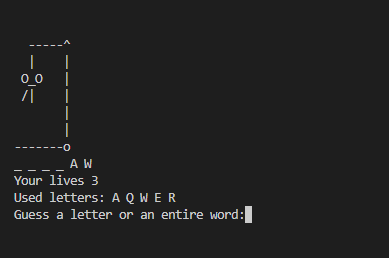 -----^
  |    |
 O_O   |
 /|    |
       |
       |
-------o
_ _ _ _ A W
Your lives 3
Used letters: A Q W E R
Guess a letter or an entire word: